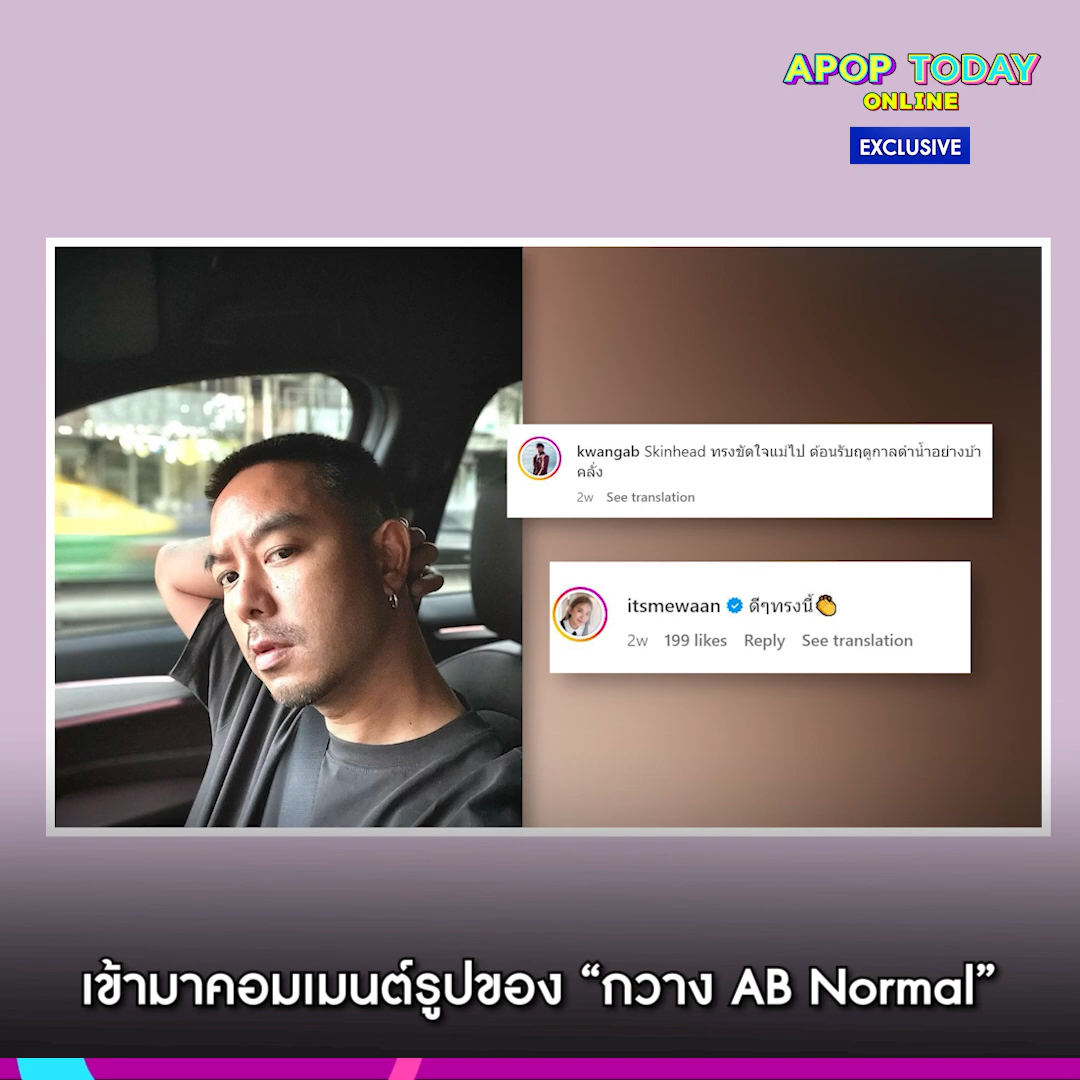 APOP TODAY
ONLINE
EXCLUSIVE
kwangab Skinhead ทรงขัดใจแม่ไป ต้อนรับฤดูกาลดำน้ำอย่างบ้า
คลั่ง
2w See translation
itsmewaan ดีๆทรงนี้👏
2w 199 likes Reply See translation
เข้ามาคอมเมนต์รูปของ “กวาง AB Normal”